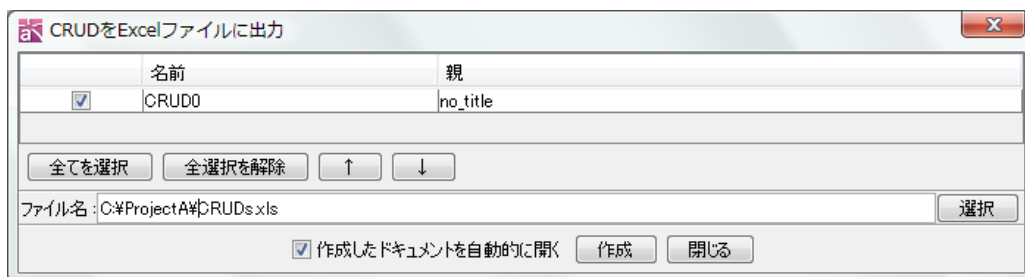 CRUDをExcelファイルに出力
名前 親
CRUD0 no_title
全てを選択 全選択を解除 ↑ ↓
ファイル名: C:¥ProjectA¥CRUDs.xls 選択
作成したドキュメントを自動的に開く 作成 閉じる